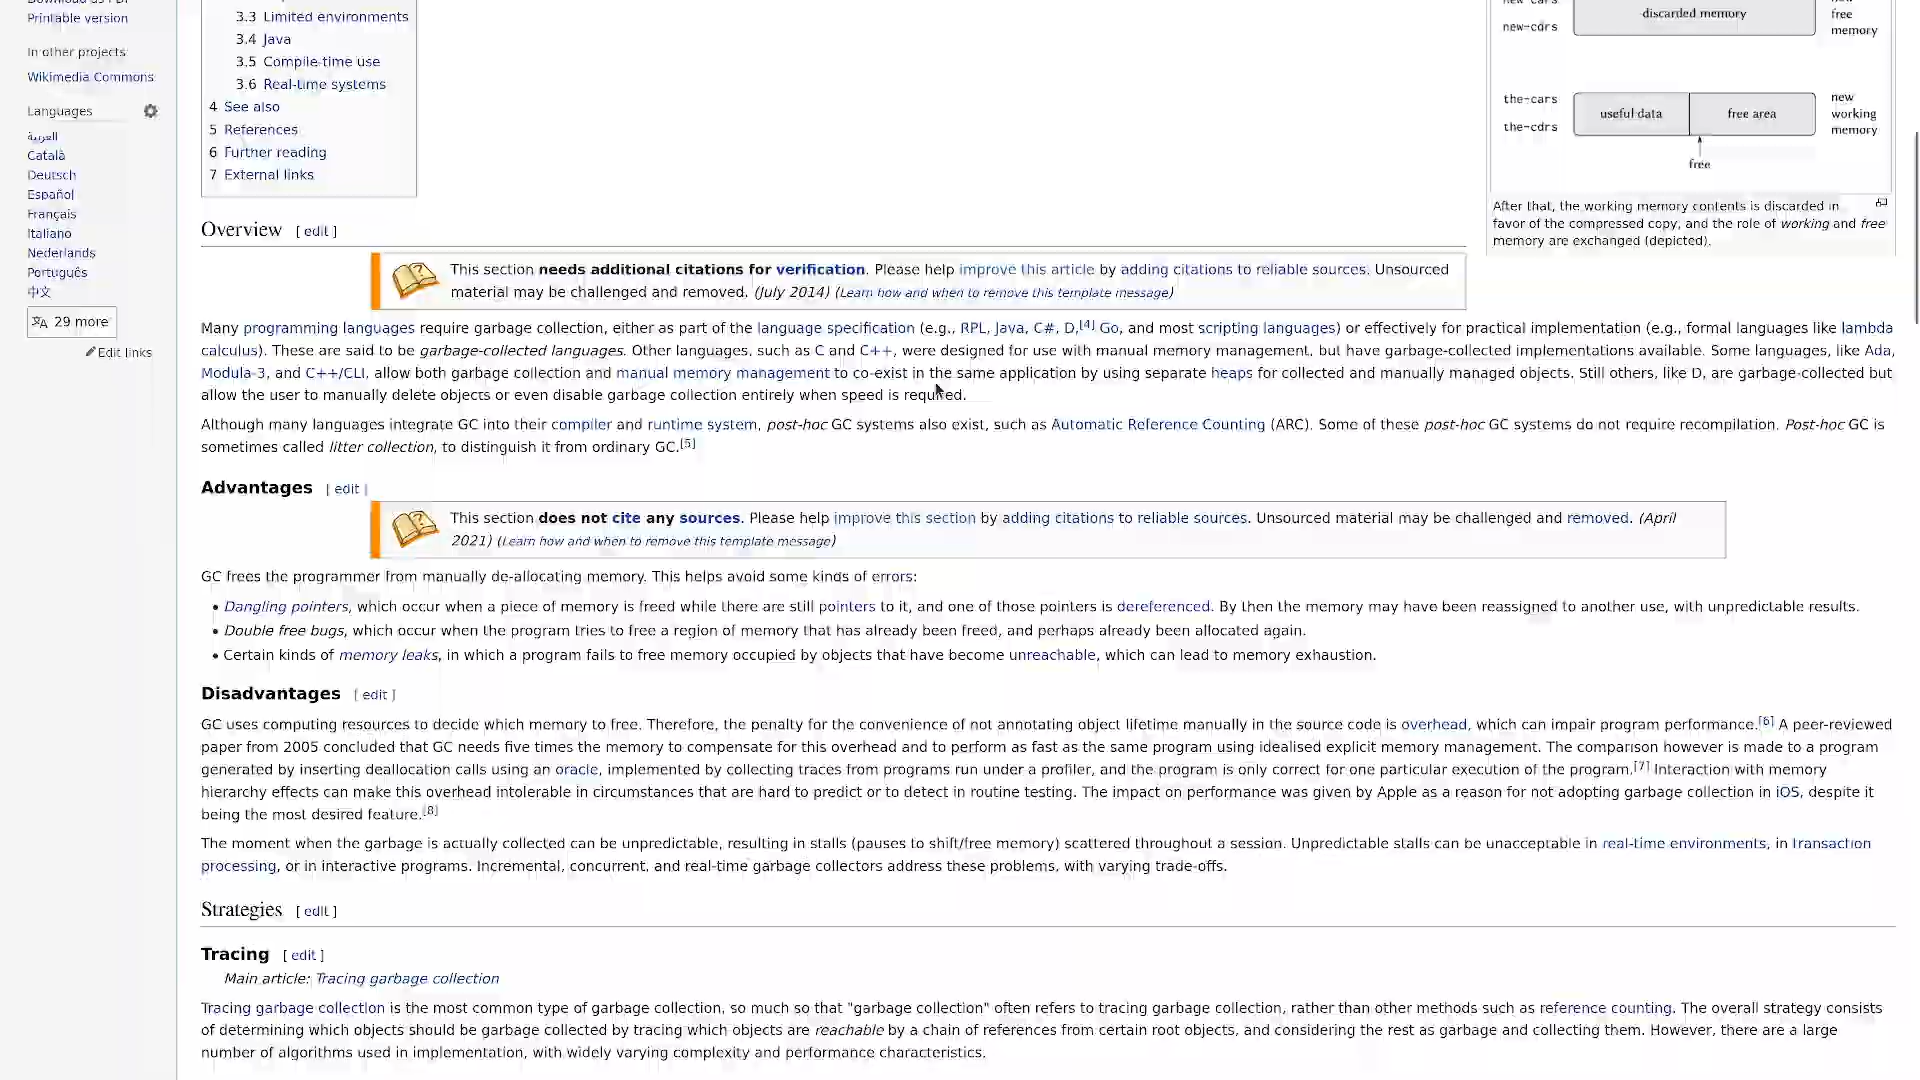 Download as PDF
Printable version
In other projects
Wikimedia Commons
Languages
العربية
Català
Deutsch
Español
Français
Italiano
Nederlands
Português
中文
29 more
Edit links
3.3 Limited environments
3.4 Java
3.5 Compile-time use
3.6 Real-time systems
4 See also
5 References
6 Further reading
7 External links
new-cars
new-cdrs
discarded memory
new
free
memory
the-cars
the-cdrs
useful data
free area
new
working
memory
free
After that, the working memory contents is discarded in
favor of the compressed copy, and the role of working and free
memory are exchanged (depicted).
Overview [ edit ]
This section needs additional citations for verification. Please help improve this article by adding citations to reliable sources. Unsourced
material may be challenged and removed. (July 2014) (Learn how and when to remove this template message)
Many programming languages require garbage collection, either as part of the language specification (e.g., RPL, Java, C#, D,[4] Go, and most scripting languages) or effectively for practical implementation (e.g., formal languages like lambda
calculus). These are said to be garbage-collected languages. Other languages, such as C and C++, were designed for use with manual memory management, but have garbage-collected implementations available. Some languages, like Ada,
Modula-3, and C++/CLI, allow both garbage collection and manual memory management to co-exist in the same application by using separate heaps for collected and manually managed objects. Still others, like D, are garbage-collected but
allow the user to manually delete objects or even disable garbage collection entirely when speed is required.
Although many languages integrate GC into their compiler and runtime system, post-hoc GC systems also exist, such as Automatic Reference Counting (ARC). Some of these post-hoc GC systems do not require recompilation. Post-hoc GC is
sometimes called litter collection, to distinguish it from ordinary GC.[5]
Advantages [ edit ]
This section does not cite any sources. Please help improve this section by adding citations to reliable sources. Unsourced material may be challenged and removed. (April
2021) (Learn how and when to remove this template message)
GC frees the programmer from manually de-allocating memory. This helps avoid some kinds of errors:
• Dangling pointers, which occur when a piece of memory is freed while there are still pointers to it, and one of those pointers is dereferenced. By then the memory may have been reassigned to another use, with unpredictable results.
• Double free bugs, which occur when the program tries to free a region of memory that has already been freed, and perhaps already been allocated again.
• Certain kinds of memory leaks, in which a program fails to free memory occupied by objects that have become unreachable, which can lead to memory exhaustion.
Disadvantages [ edit ]
GC uses computing resources to decide which memory to free. Therefore, the penalty for the convenience of not annotating object lifetime manually in the source code is overhead, which can impair program performance.[6] A peer-reviewed
paper from 2005 concluded that GC needs five times the memory to compensate for this overhead and to perform as fast as the same program using idealised explicit memory management. The comparison however is made to a program
generated by inserting deallocation calls using an oracle, implemented by collecting traces from programs run under a profiler, and the program is only correct for one particular execution of the program.[7] Interaction with memory
hierarchy effects can make this overhead intolerable in circumstances that are hard to predict or to detect in routine testing. The impact on performance was given by Apple as a reason for not adopting garbage collection in iOS, despite it
being the most desired feature.[8]
The moment when the garbage is actually collected can be unpredictable, resulting in stalls (pauses to shift/free memory) scattered throughout a session. Unpredictable stalls can be unacceptable in real-time environments, in transaction
processing, or in interactive programs. Incremental, concurrent, and real-time garbage collectors address these problems, with varying trade-offs.
Strategies [ edit ]
Tracing [ edit ]
Main article: Tracing garbage collection
Tracing garbage collection is the most common type of garbage collection, so much so that "garbage collection" often refers to tracing garbage collection, rather than other methods such as reference counting. The overall strategy consists
of determining which objects should be garbage collected by tracing which objects are reachable by a chain of references from certain root objects, and considering the rest as garbage and collecting them. However, there are a large
number of algorithms used in implementation, with widely varying complexity and performance characteristics.